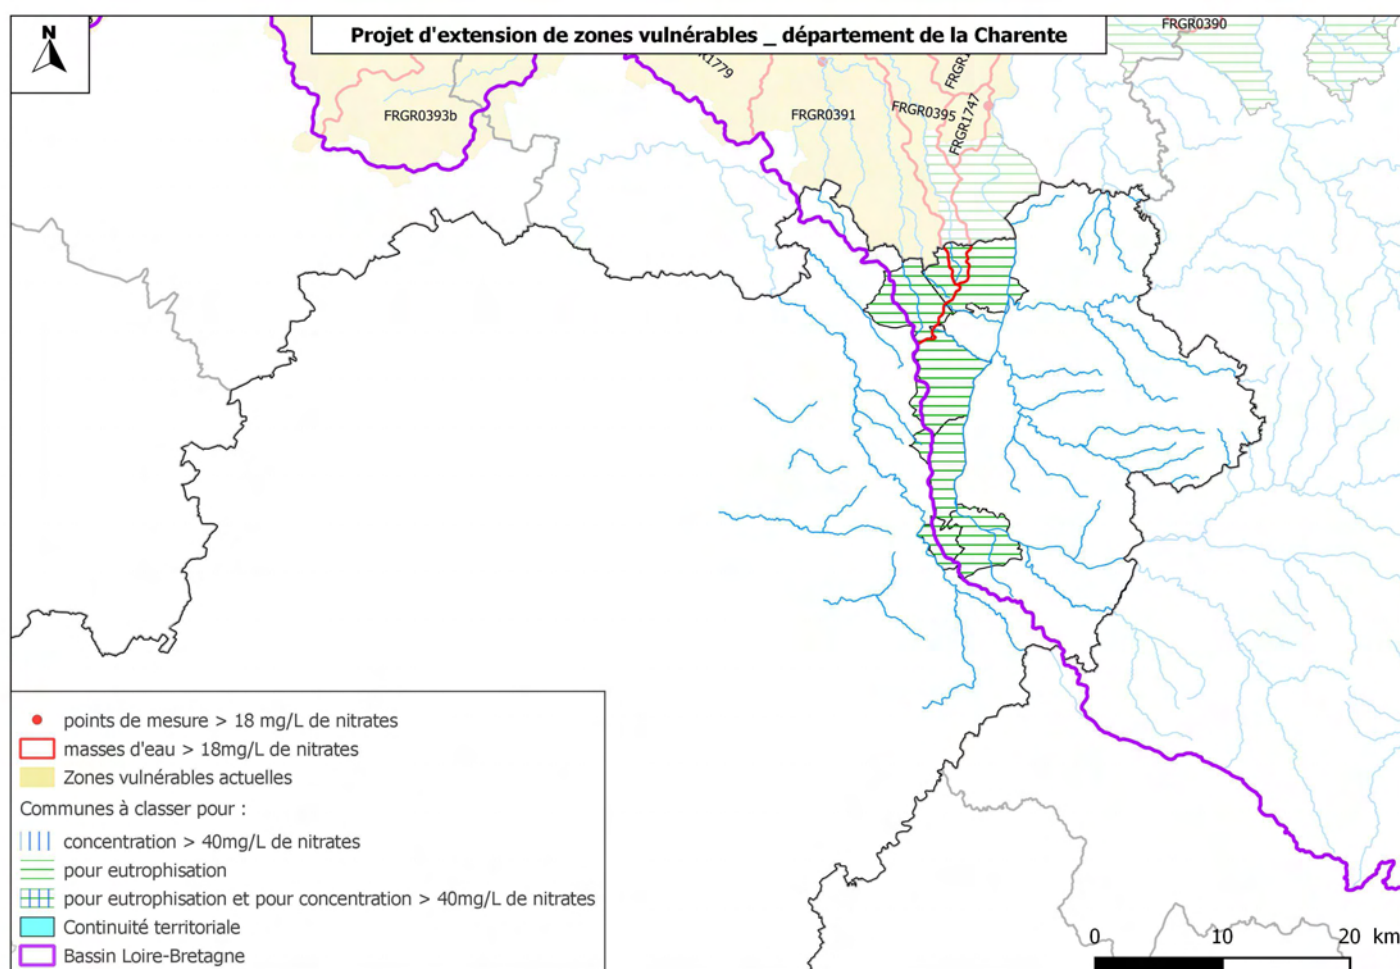 N
Projet d'extension de zones vulnérables _ département de la Charente
FRGR0390
FRGR0393b
FRGR0391
FRGR0395
FRGR1747
points de mesure > 18 mg/L de nitrates
masses d'eau > 18mg/L de nitrates
Zones vulnérables actuelles
Communes à classer pour :
concentration > 40mg/L de nitrates
pour eutrophisation
pour eutrophisation et pour concentration > 40mg/L de nitrates
Continuité territoriale
Bassin Loire-Bretagne
0 10 20 km